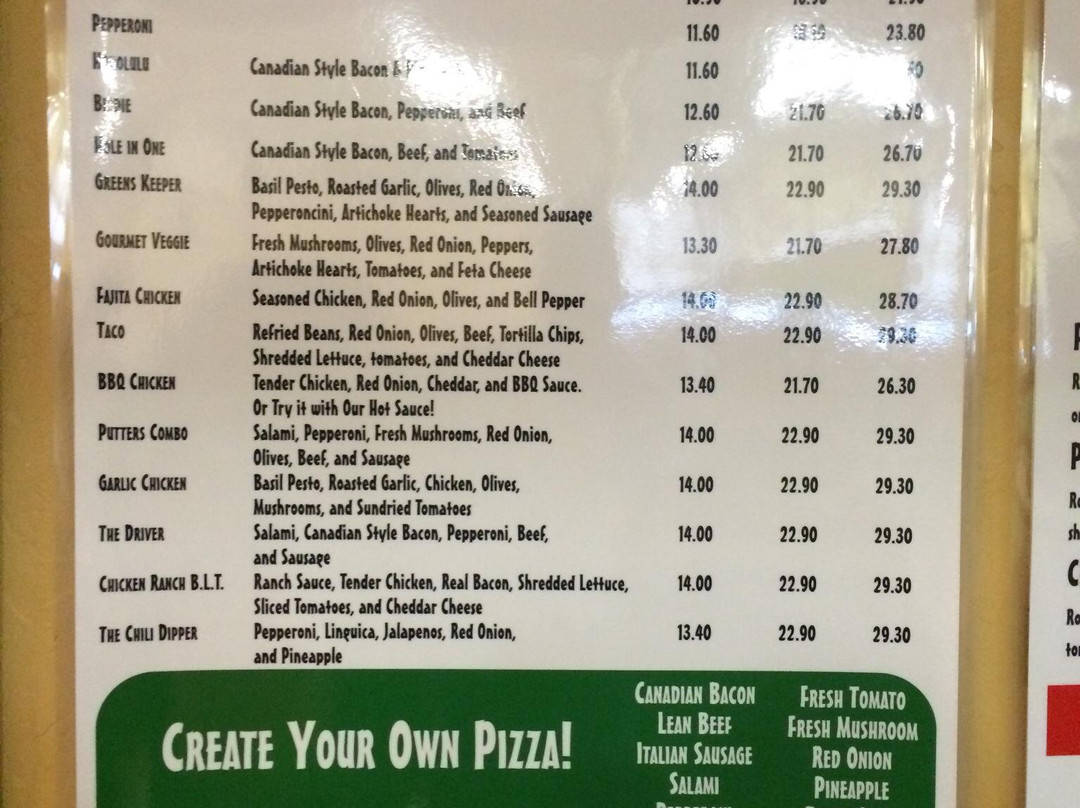 Pepperoni 11.60 23.80
Canadian Style Bacon & 11.60
Birdie Canadian Style Bacon, Pepperoni, and Beef 12.60 21.70 26.70
Hole in One Canadian Style Bacon, Beef, and Tomatoes 21.70 26.70
Greens Keeper Basil Pesto, Roasted Garlic, Olives, Red Onion, 14.00 22.90 29.30
Pepperoncini, Artichoke Hearts, and Seasoned Sausage
Gourmet Veggie Fresh Mushrooms, Olives, Red Onion, Peppers, 13.30 21.70 27.80
Artichoke Hearts, Tomatoes, and Feta Cheese
Fajita Chicken Seasoned Chicken, Red Onion, Olives, and Bell Pepper 14.00 22.90 28.70
Taco Refried Beans, Red Onion, Olives, Beef, Tortilla Chips, 14.00 22.90 29.30
Shredded Lettuce, tomatoes, and Cheddar Cheese
BBQ Chicken Tender Chicken, Red Onion, Cheddar, and BBQ Sauce. 13.40 21.70 26.30
Or Try it with Our Hot Sauce!
Putters Combo Salami, Pepperoni, Fresh Mushrooms, Red Onion, 14.00 22.90 29.30
Olives, Beef, and Sausage
Garlic Chicken Basil Pesto, Roasted Garlic, Chicken, Olives, 14.00 22.90 29.30
Mushrooms, and Sundried Tomatoes
The Driver Salami, Canadian Style Bacon, Pepperoni, Beef, 14.00 22.90 29.30
and Sausage
Chicken Ranch B.L.T. Ranch Sauce, Tender Chicken, Real Bacon, Shredded Lettuce, 14.00 22.90 29.30
Sliced Tomatoes, and Cheddar Cheese
The Chili Dipper Pepperoni, Linguica, Jalapenos, Red Onion, 13.40 22.90 29.30
and Pineapple
Create Your Own Pizza!
Canadian Bacon
Lean Beef
Italian Sausage
Salami
Fresh Tomato
Fresh Mushroom
Red Onion
Pineapple